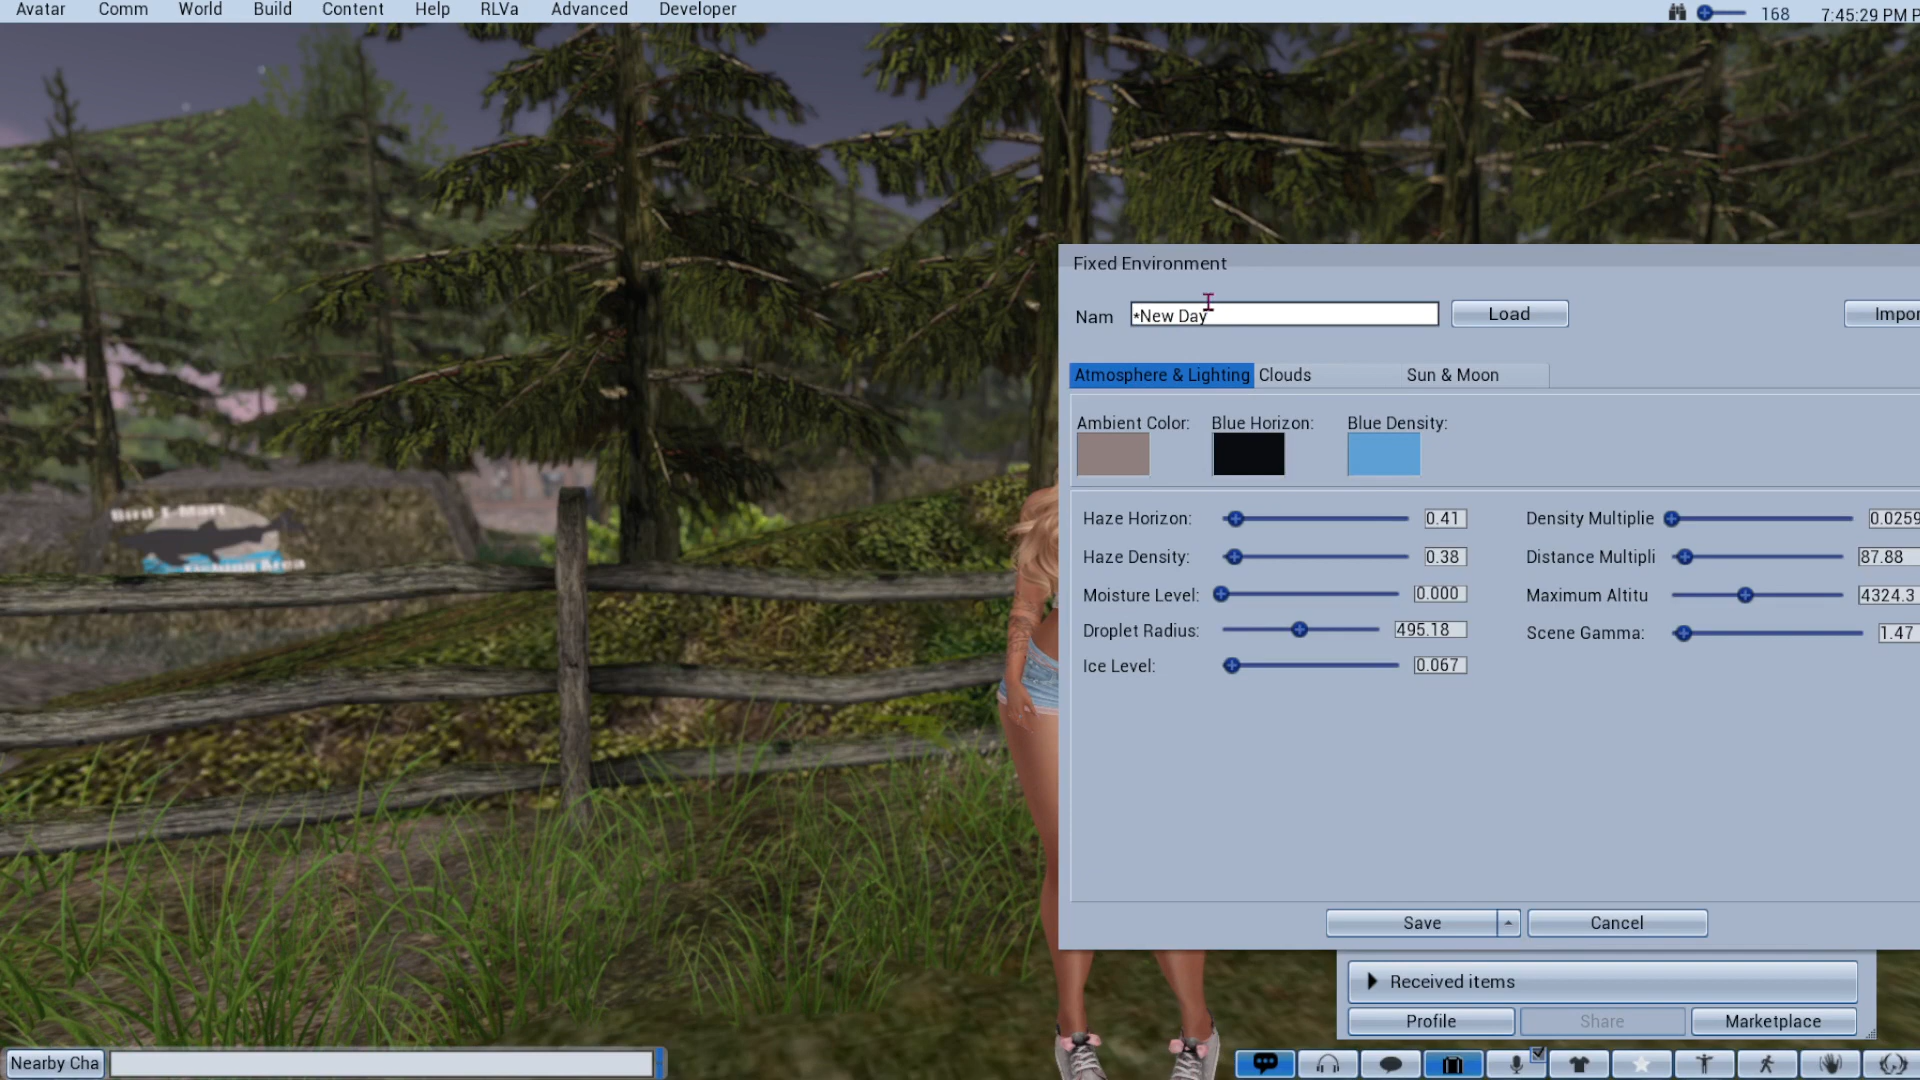 Avatar Comm World Build Content Help RLVa Advanced Developer 168 7:45:29 PM P
Fixed Environment
Nam *New Day Load Impor
Atmosphere & Lighting Clouds Sun & Moon
Ambient Color: Blue Horizon: Blue Density:
Haze Horizon: 0.41 Density Multiplie 0.0259
Haze Density: 0.38 Distance Multipli 87.88
Moisture Level: 0.000 Maximum Altitu 4324.3
Droplet Radius: 495.18 Scene Gamma: 1.47
Ice Level: 0.067
Bird-E-Mart
Fishing Area
Save Cancel
Received items
Profile Share Marketplace
Nearby Cha